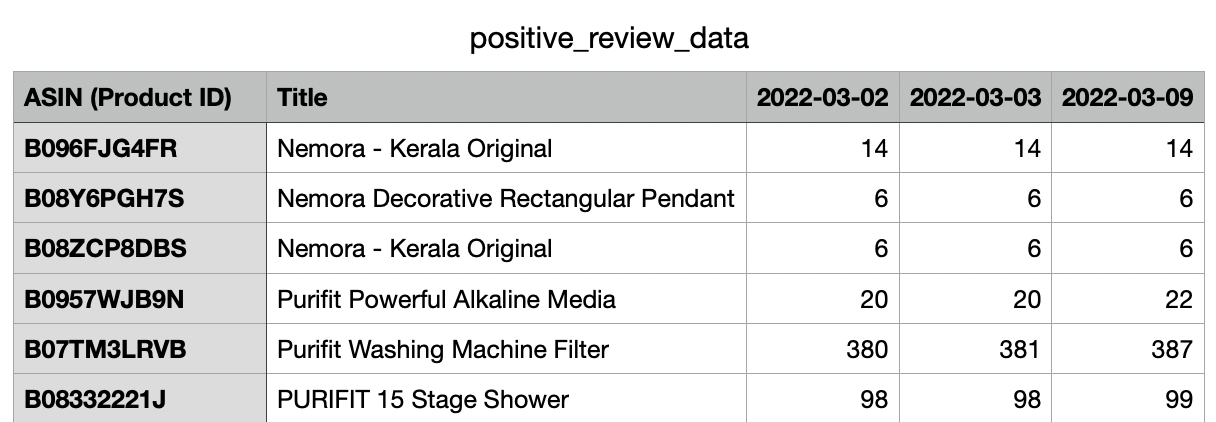 positive_review_data
ASIN (Product ID) Title 2022-03-02 2022-03-03 2022-03-09
B096FJG4FR Nemora - Kerala Original 14 14 14
B08Y6PGH7S Nemora Decorative Rectangular Pendant 6 6 6
B08ZCP8DBS Nemora - Kerala Original 6 6 6
B0957WJB9N Purifit Powerful Alkaline Media 20 20 22
B07TM3LRVB Purifit Washing Machine Filter 380 381 387
B08332221J PURIFIT 15 Stage Shower 98 98 99